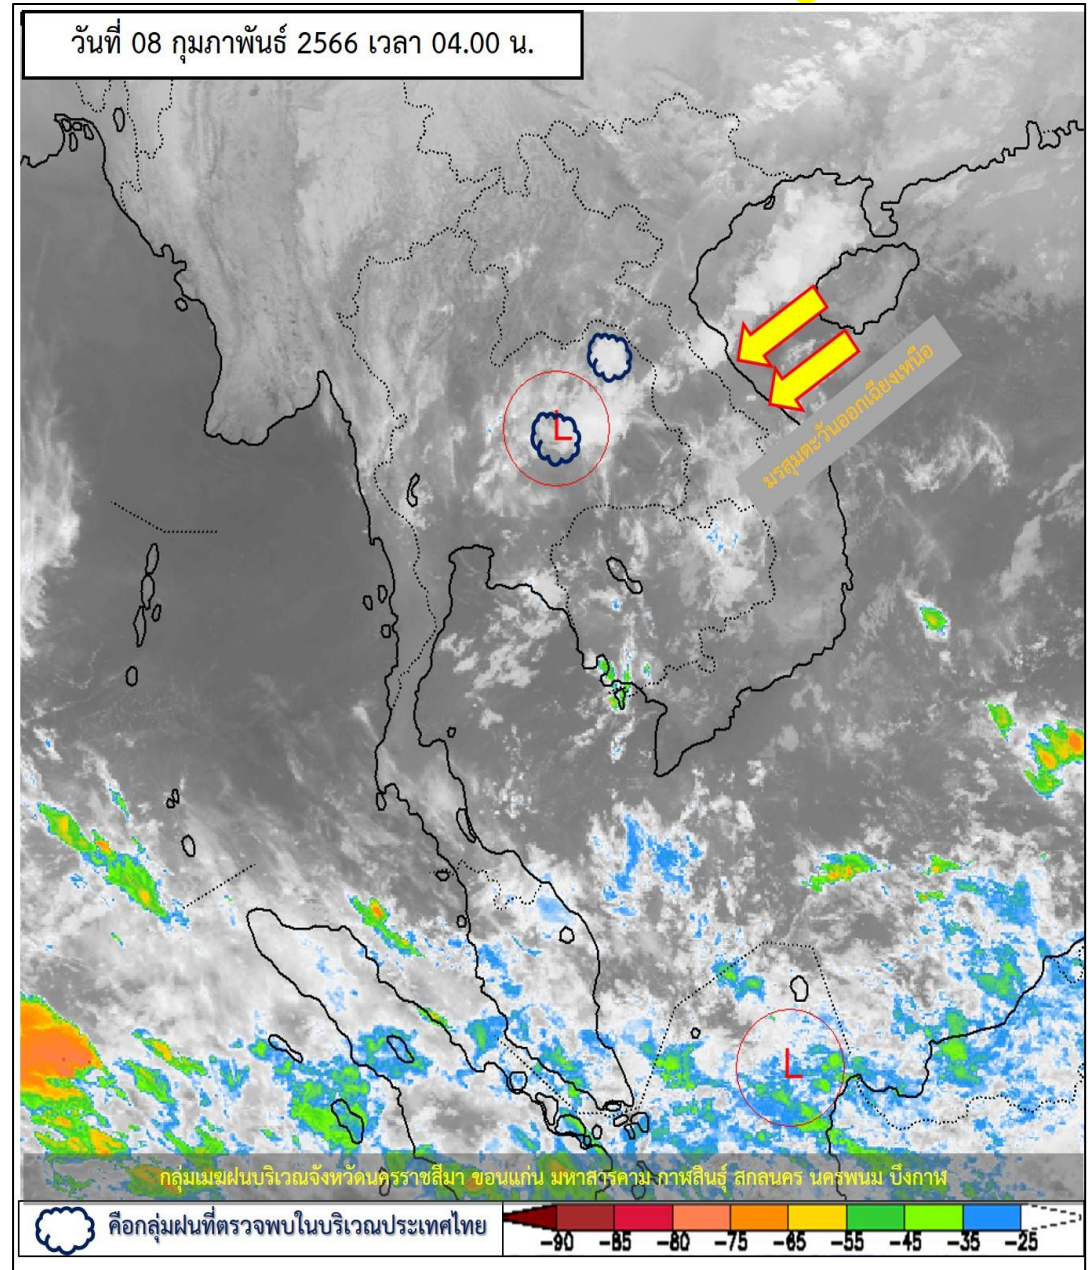 วันที่ 08 กุมภาพันธ์ 2566 เวลา 04.00 น.
มรสุมตะวันออกเฉียงเหนือ
L
L
กลุ่มเมฆฝนบริเวณจังหวัดนครราชสีมา ขอนแก่น มหาสารคาม กาฬสินธุ์ สกลนคร นครพนม บึงกาฬ
คือกลุ่มฝนที่ตรวจพบในบริเวณประเทศไทย
-90 -85 -80 -75 -65 -55 -45 -35 -25